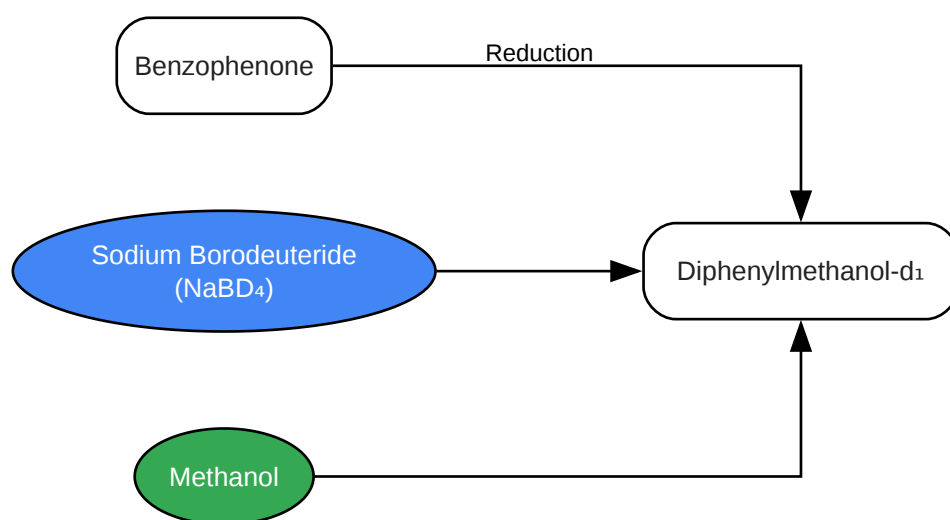 Benzophenone
Reduction
Sodium Borodeuteride
(NaBD₄)
Diphenylmethanol-d₁
Methanol